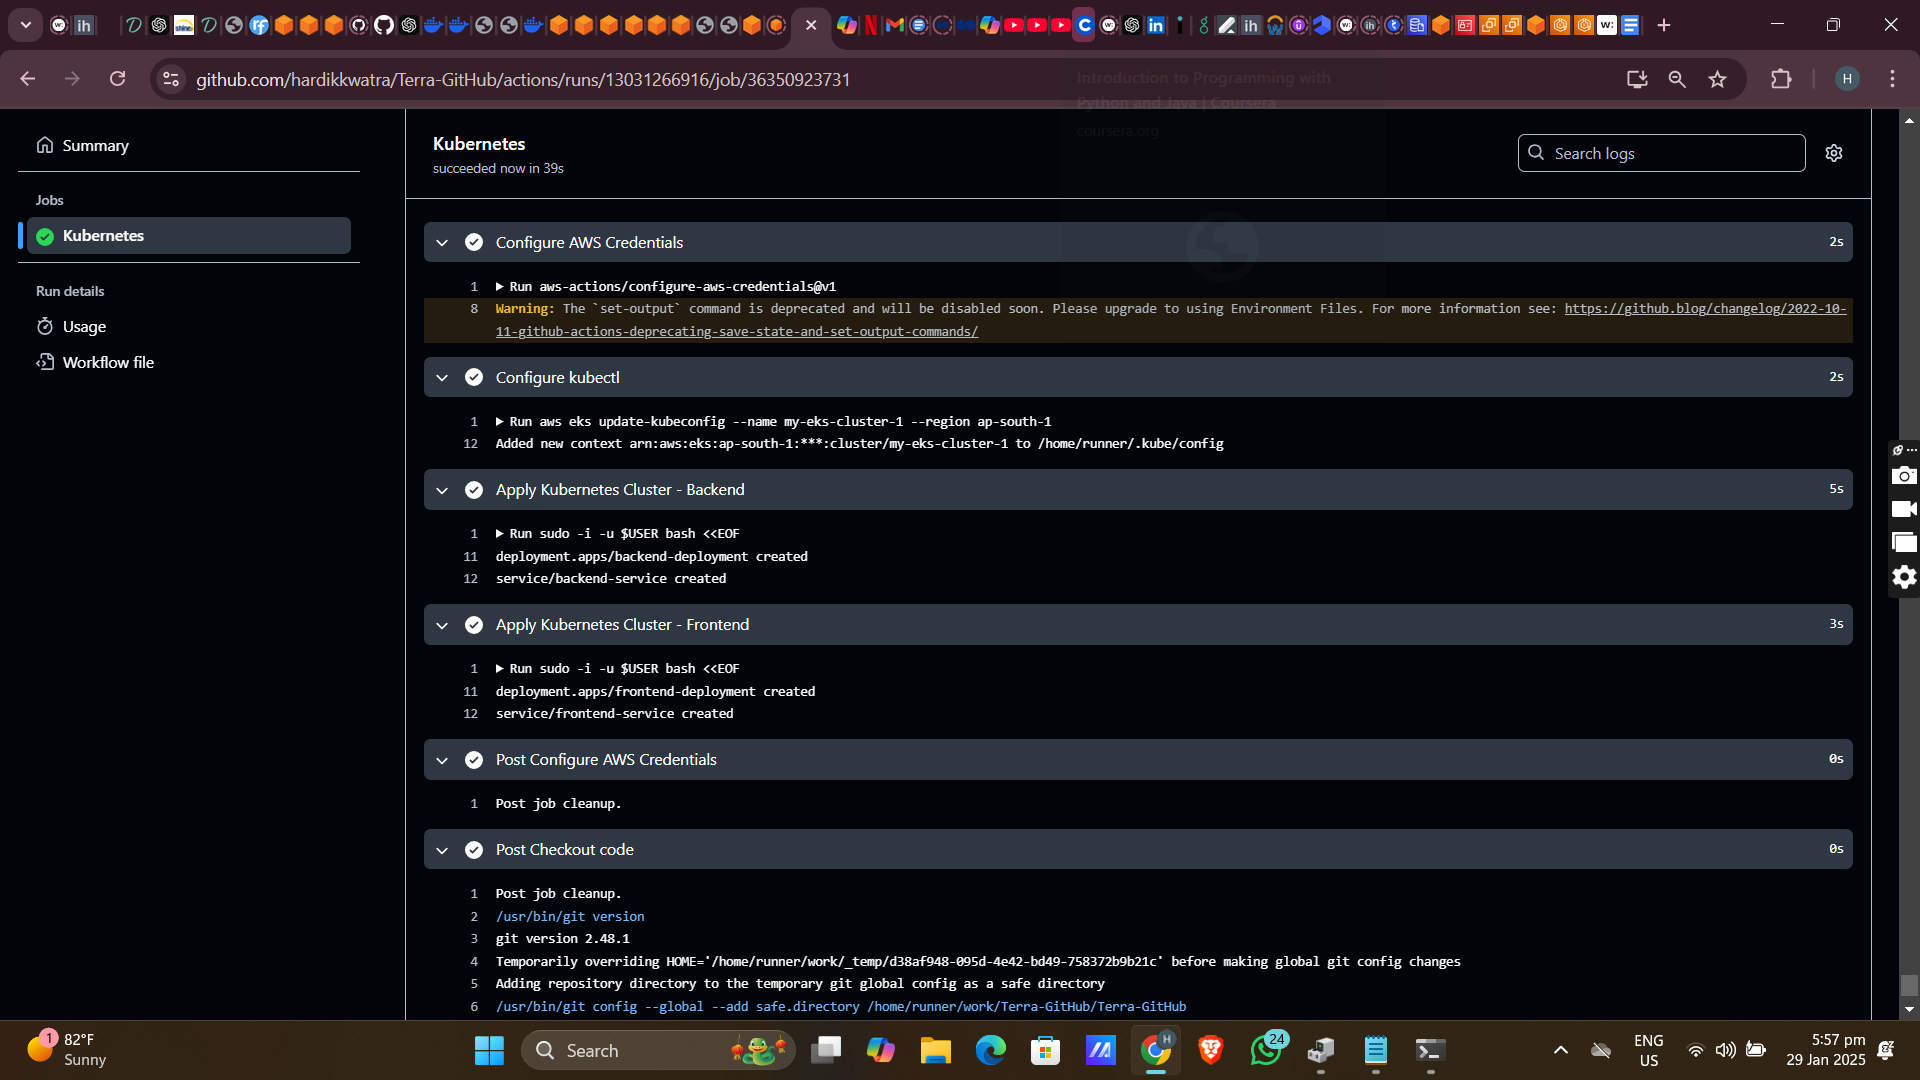 github.com/hardikkwatra/Terra-GitHub/actions/runs/13031266916/job/36350923731
H
Introduction to Programming with
Python and Java | Coursera
coursera.org
Summary
Jobs
Kubernetes
Run details
Usage
Workflow file
Kubernetes
succeeded now in 39s
Search logs
Configure AWS Credentials 2s
1 Run aws-actions/configure-aws-credentials@v1
8 Warning: The `set-output` command is deprecated and will be disabled soon. Please upgrade to using Environment Files. For more information see: https://github.blog/changelog/2022-10-
11-github-actions-deprecating-save-state-and-set-output-commands/
Configure kubectl 2s
1 Run aws eks update-kubeconfig --name my-eks-cluster-1 --region ap-south-1
12 Added new context arn:aws:eks:ap-south-1:***:cluster/my-eks-cluster-1 to /home/runner/.kube/config
Apply Kubernetes Cluster - Backend 5s
1 Run sudo -i -u $USER bash <<EOF
11 deployment.apps/backend-deployment created
12 service/backend-service created
Apply Kubernetes Cluster - Frontend 3s
1 Run sudo -i -u $USER bash <<EOF
11 deployment.apps/frontend-deployment created
12 service/frontend-service created
Post Configure AWS Credentials 0s
1 Post job cleanup.
Post Checkout code 0s
1 Post job cleanup.
2 /usr/bin/git version
3 git version 2.48.1
4 Temporarily overriding HOME='/home/runner/work/_temp/d38af948-095d-4e42-bd49-758372b9b21c' before making global git config changes
5 Adding repository directory to the temporary git global config as a safe directory
6 /usr/bin/git config --global --add safe.directory /home/runner/work/Terra-GitHub/Terra-GitHub
1
82°F
Sunny
Search
H
24
ENG
US
5:57 pm
29 Jan 2025